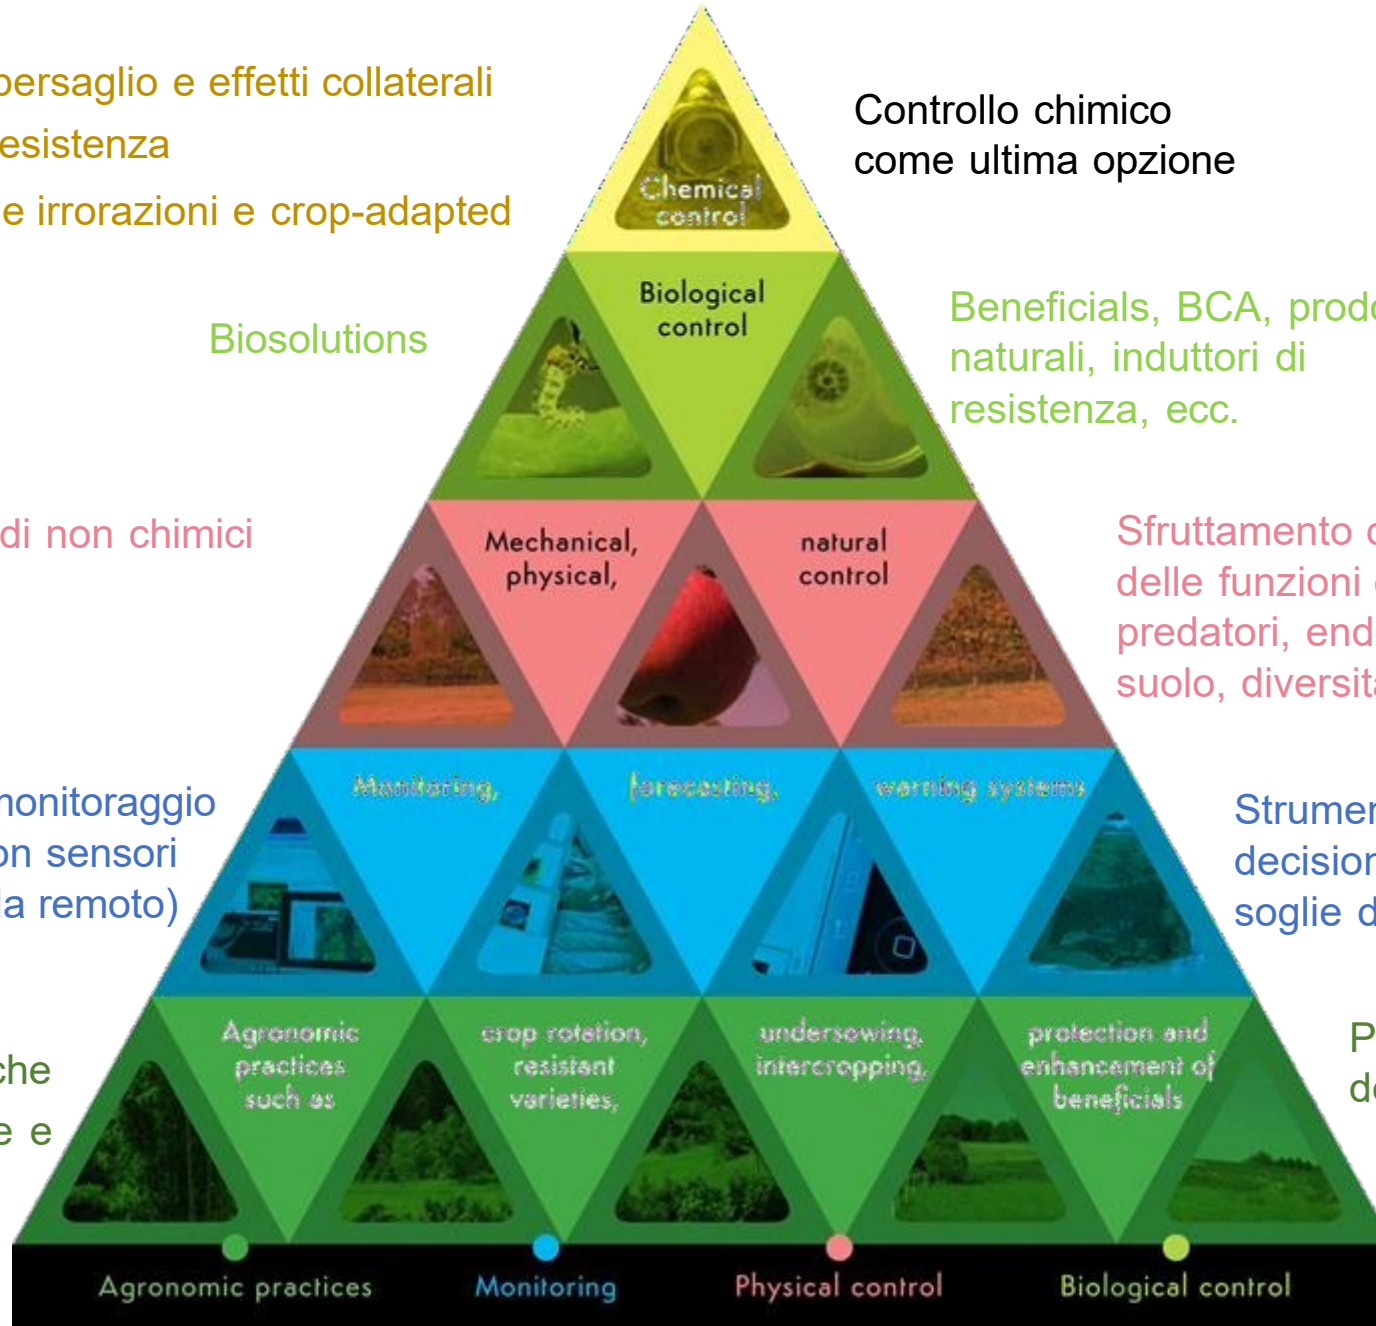 bersaglio e effetti collaterali
esistenza
e irrorazioni e crop-adapted
Controllo chimico
come ultima opzione
Chemical
control
Biological
control
Biosolutions
Beneficials, BCA, prod
naturali, induttori di
resistenza, ecc.
di non chimici
Mechanical,
physical,
natural
control
Sfruttamento
delle funzioni
predatori, end
suolo, diversit
monitoraggio
on sensori
da remoto)
Monitoring,
forecasting,
warning systems
Strumen
decision
soglie d
che
e e
Agronomic
practices
such as
crop rotation,
resistant
varieties,
undersowing,
intercropping,
protection and
enhancement of
beneficials
P
de
Agronomic practices
Monitoring
Physical control
Biological control